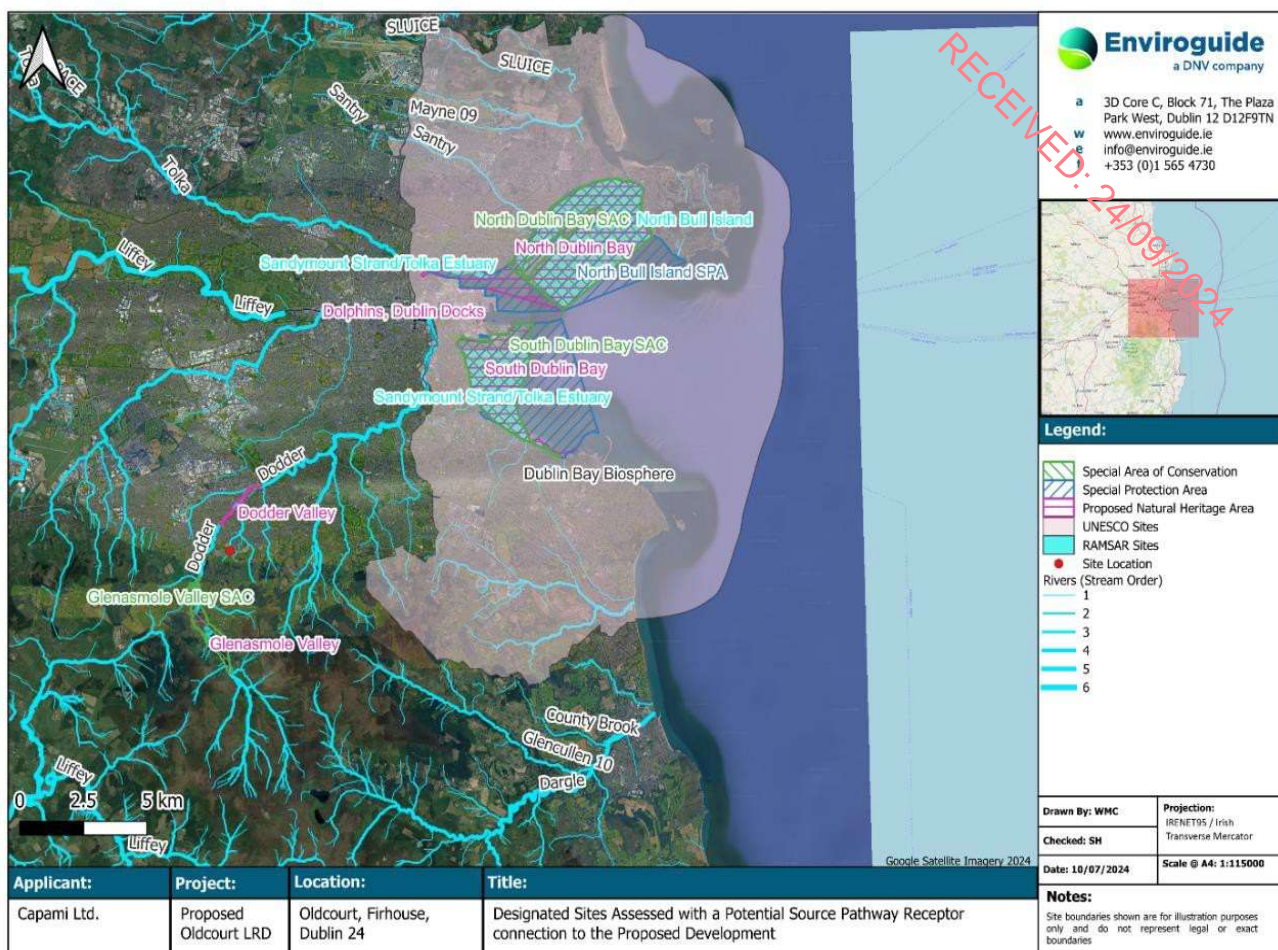 SLUICE
SLUICE
Tolka
Santry
Mayne 09
Santry
Tolka
North Dublin Bay SAC
North Bull Island
North Dublin Bay
Liffey
Sandymount Strand/Tolka Estuary
North Bull Island SPA
Liffey
Dolphins, Dublin Docks
South Dublin Bay SAC
South Dublin Bay
Sandymount Strand/Tolka Estuary
Dodder
Dublin Bay Biosphere
Dodder Valley
Dodder
Glenasmole Valley SAC
Glenasmole Valley
County Brook
Glencullen 10
Dargle
Liffey
0 2.5 5 km
Liffey
Google Satellite Imagery 2024
RECEIVED: 24/09/2024
Enviroguide
a DNV company
a 3D Core C, Block 71, The Plaza
Park West, Dublin 12 D12F9TN
w www.enviroguide.ie
e info@enviroguide.ie
+353 (0)1 565 4730
Legend:
Special Area of Conservation
Special Protection Area
Proposed Natural Heritage Area
UNESCO Sites
RAMSAR Sites
Site Location
Rivers (Stream Order)
1
2
3
4
5
6
Drawn By: WMC
Checked: SH
Date: 10/07/2024
Projection:
IRENET95 / Irish
Transverse Mercator
Scale @ A4: 1:115000
Notes:
Site boundaries shown are for illustration purposes
only and do not represent legal or exact
boundaries
Applicant:
Capami Ltd.
Project:
Proposed
Oldcourt LRD
Location:
Oldcourt, Firhouse,
Dublin 24
Title:
Designated Sites Assessed with a Potential Source Pathway Receptor
connection to the Proposed Development